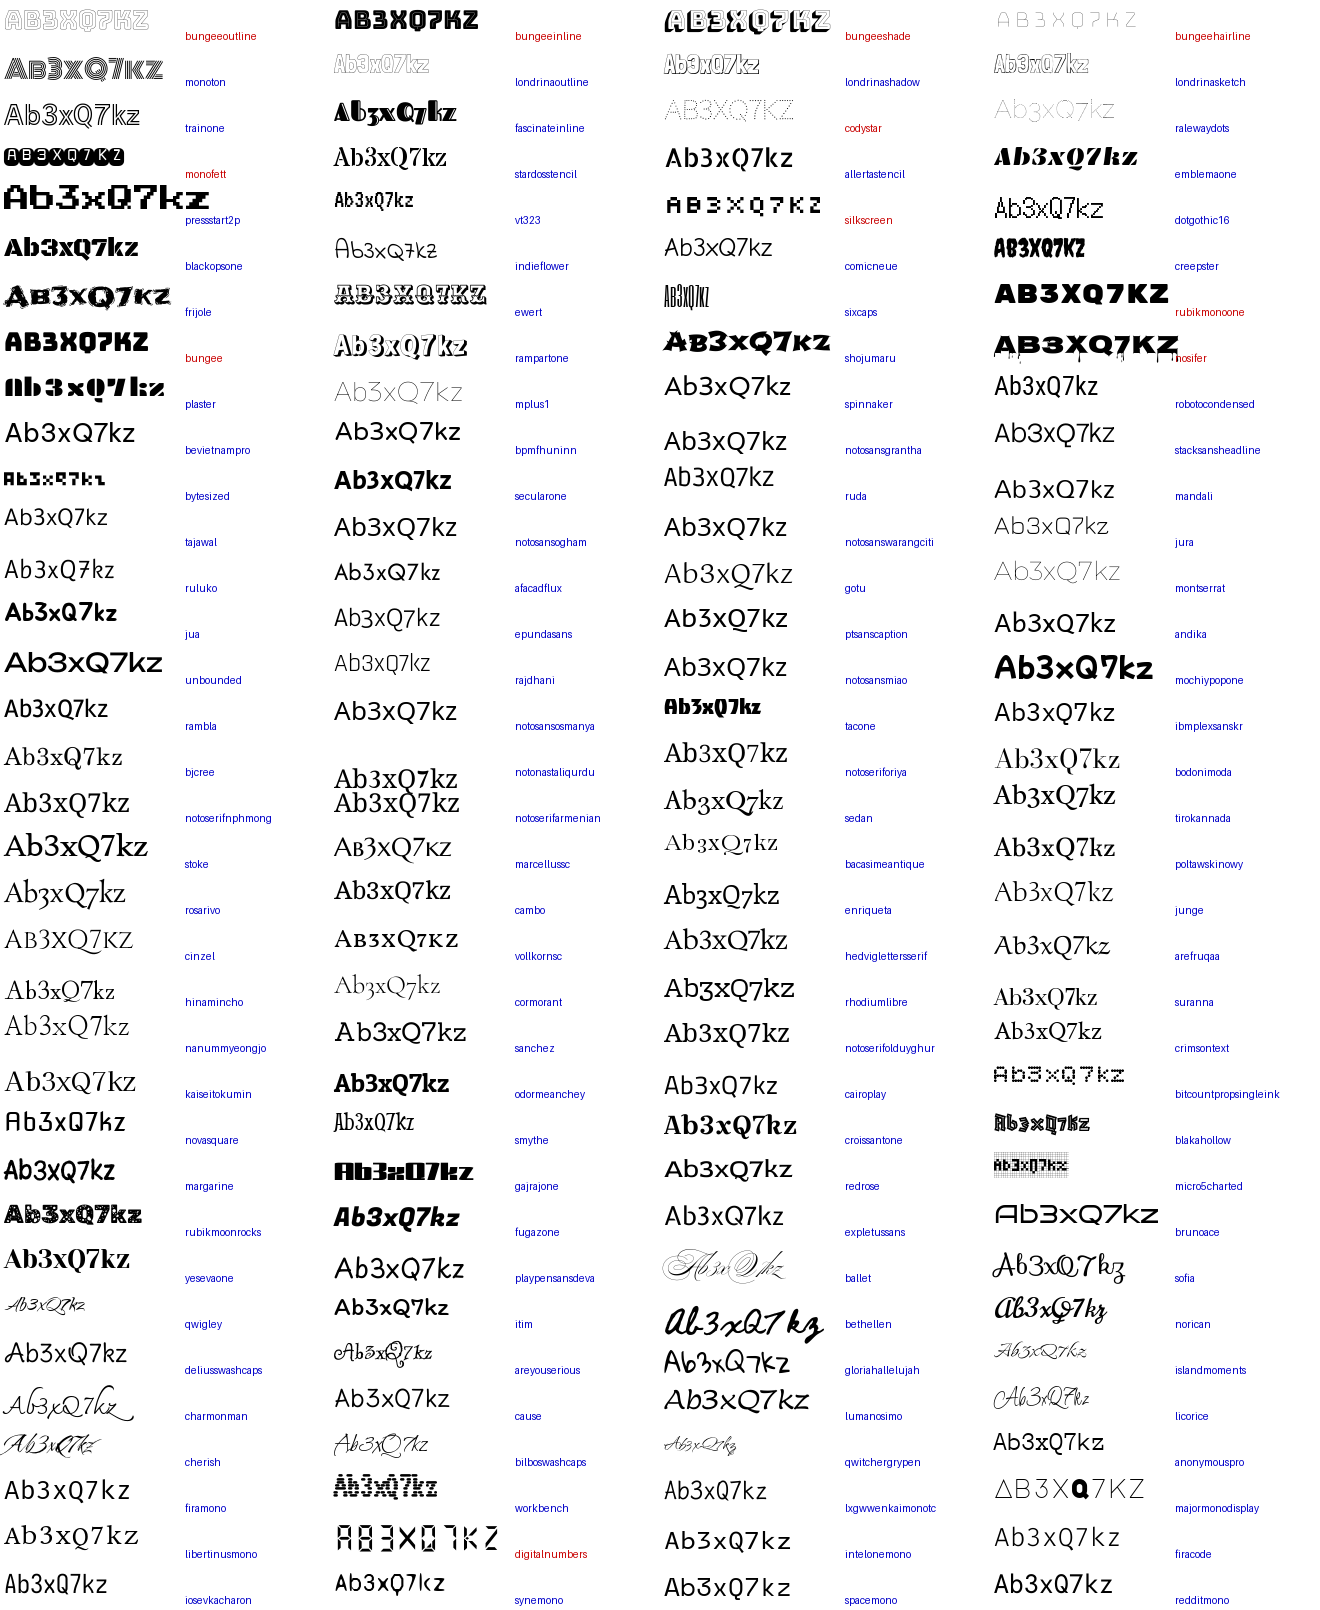 AB3XQ7KZ bungeeoutline AB3XQ7KZ bungeeinline AB3XQ7KZ bungeeshade AB3XQ7KZ bungeehairline
AB3XQ7KZ monoton Ab3xQ7kz londrinaoutline Ab3xQ7kz londrinashadow Ab3xQ7kz londrinasketch
Ab3xQ7kz trainone Ab3xQ7kz fascinateinline AB3XQ7KZ codystar Ab3xQ7kz ralewaydots
AB3XQ7KZ monofett Ab3xQ7kz stardosstencil Ab3xQ7kz allertastencil Ab3xQ7kz emblemaone
Ab3xQ7kz pressstart2p Ab3xQ7kz vt323 AB3XQ7KZ silkscreen Ab3xQ7kz dotgothic16
Ab3xQ7kz blackopsone Ab3xQ7kz indieflower Ab3xQ7kz comicneue AB3XQ7KZ creepster
AB3xQ7kz frijole AB3XQ7KZ ewert AB3XQ7KZ sixcaps AB3XQ7KZ rubikmonoone
AB3XQ7KZ bungee Ab3xQ7kz rampartone AB3xQ7KZ shojumaru AB3XQ7KZ nosifer
Ab3xQ7kz plaster Ab3xQ7kz mplus1 Ab3xQ7kz spinnaker Ab3xQ7kz robotocondensed
Ab3xQ7kz bevietnampro Ab3xQ7kz bpmfhuninn Ab3xQ7kz notosansgrantha Ab3xQ7kz stacksansheadline
Ab3xQ7kz bytesized Ab3xQ7kz secularone Ab3xQ7kz ruda Ab3xQ7kz mandali
Ab3xQ7kz tajawal Ab3xQ7kz notosansogham Ab3xQ7kz notosanswarangciti Ab3xQ7kz jura
Ab3xQ7kz ruluko Ab3xQ7kz afacadflux Ab3xQ7kz gotu Ab3xQ7kz montserrat
Ab3xQ7kz jua Ab3xQ7kz epundasans Ab3xQ7kz ptsanscaption Ab3xQ7kz andika
Ab3xQ7kz unbounded Ab3xQ7kz rajdhani Ab3xQ7kz notosansmiao Ab3xQ7kz mochiypopone
Ab3xQ7kz rambla Ab3xQ7kz notosansosmanya Ab3xQ7kz tacone Ab3xQ7kz ibmplexsanskr
Ab3xQ7kz bjcree Ab3xQ7kz notonastaliqurdu Ab3xQ7kz notoseriforiya Ab3xQ7kz bodonimoda
Ab3xQ7kz notoserifnphmong Ab3xQ7kz notoserifarmenian Ab3xQ7kz sedan Ab3xQ7kz tirokannada
Ab3xQ7kz stoke AB3XQ7KZ marcellussc Ab3xQ7kz bacasimeantique Ab3xQ7kz poltawskinowy
Ab3xQ7kz rosarivo Ab3xQ7kz cambo Ab3xQ7kz enriqueta Ab3xQ7kz junge
AB3XQ7KZ cinzel AB3XQ7KZ vollkornsc Ab3xQ7kz hedviglettersserif Ab3xQ7kz arefruqaa
Ab3xQ7kz hinamincho Ab3xQ7kz cormorant Ab3xQ7kz rhodiumlibre Ab3xQ7kz suranna
Ab3xQ7kz nanummyeongjo Ab3xQ7kz sanchez Ab3xQ7kz notoserifolduyghur Ab3xQ7kz crimsontext
Ab3xQ7kz kaiseitokumin Ab3xQ7kz odormeanchey Ab3xQ7kz cairoplay Ab3xQ7kz bitcountpropsingleink
Ab3xQ7kz novasquare Ab3xQ7kz smythe Ab3xQ7kz croissantone Ab3xQ7kz blakahollow
Ab3xQ7kz margarine Ab3xQ7kz gajrajone Ab3xQ7kz redrose Ab3xQ7kz micro5charted
Ab3xQ7kz rubikmoonrocks Ab3xQ7kz fugazone Ab3xQ7kz expletussans Ab3xQ7kz brunoace
Ab3xQ7kz yesevaone Ab3xQ7kz playpensansdeva Ab3xQ7kz ballet Ab3xQ7kz sofia
Ab3xQ7kz qwigley Ab3xQ7kz itim Ab3xQ7kz bethellen Ab3xQ7kz norican
Ab3xQ7kz deliusswashcaps Ab3xQ7kz areyouserious Ab3xQ7kz gloriahallelujah Ab3xQ7kz islandmoments
Ab3xQ7kz charmonman Ab3xQ7kz cause Ab3xQ7kz lumanosimo Ab3xQ7kz licorice
Ab3xQ7kz cherish Ab3xQ7kz bilboswashcaps Ab3xQ7kz qwitchergrypen Ab3xQ7kz anonymouspro
Ab3xQ7kz firamono Ab3xQ7kz workbench Ab3xQ7kz lxgwwenkaimonotc AB3XQ7KZ majormonodisplay
Ab3xQ7kz libertinusmono AB3XQ7KZ digitalnumbers Ab3xQ7kz intelonemono Ab3xQ7kz firacode
Ab3xQ7kz iosevkacharon Ab3xQ7kz synemono Ab3xQ7kz spacemono Ab3xQ7kz redditmono